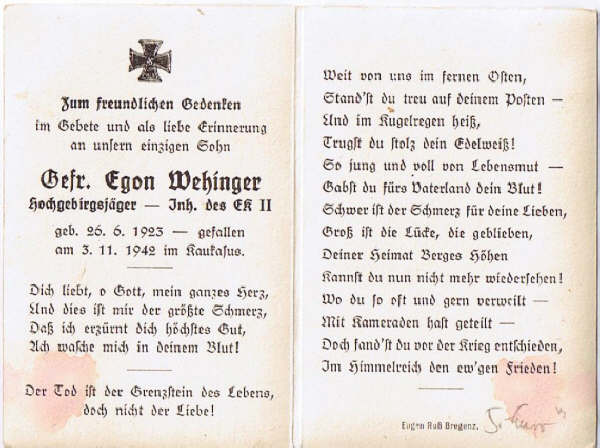 Zum freundlichen Gedenken
im Gebete und als liebe Erinnerung
an unsern einzigen Sohn
Gefr. Egon Wehinger
Hochgebirgsjäger — Inh. des EK II
geb. 26. 6. 1923 — gefallen
am 3. 11. 1942 im Kaukasus.
Dich liebt, o Gott, mein ganzes Herz,
Und dies ist mir der größte Schmerz,
Daß ich erzürnt dich höchstes Gut,
Ach wasche mich in deinem Blut!
Der Tod ist der Grenzstein des Lebens,
doch nicht der Liebe!
Weit von uns im fernen Osten,
Stand'st du treu auf deinem Posten —
Und im Kugelregen heiß,
Trugst du stolz dein Edelweiß!
So jung und voll von Lebensmut —
Gabst du fürs Vaterland dein Blut!
Schwer ist der Schmerz für deine Lieben,
Groß ist die Lücke, die geblieben,
Deiner Heimat Berges Höhen
Kannst du nun nicht mehr wiedersehen!
Wo du so oft und gern verweilt —
Mit Kameraden hast geteilt —
Doch fand'st du vor der Krieg entschieden,
Im Himmelreich den ew'gen Frieden!
Eugen Ruß Bregenz.